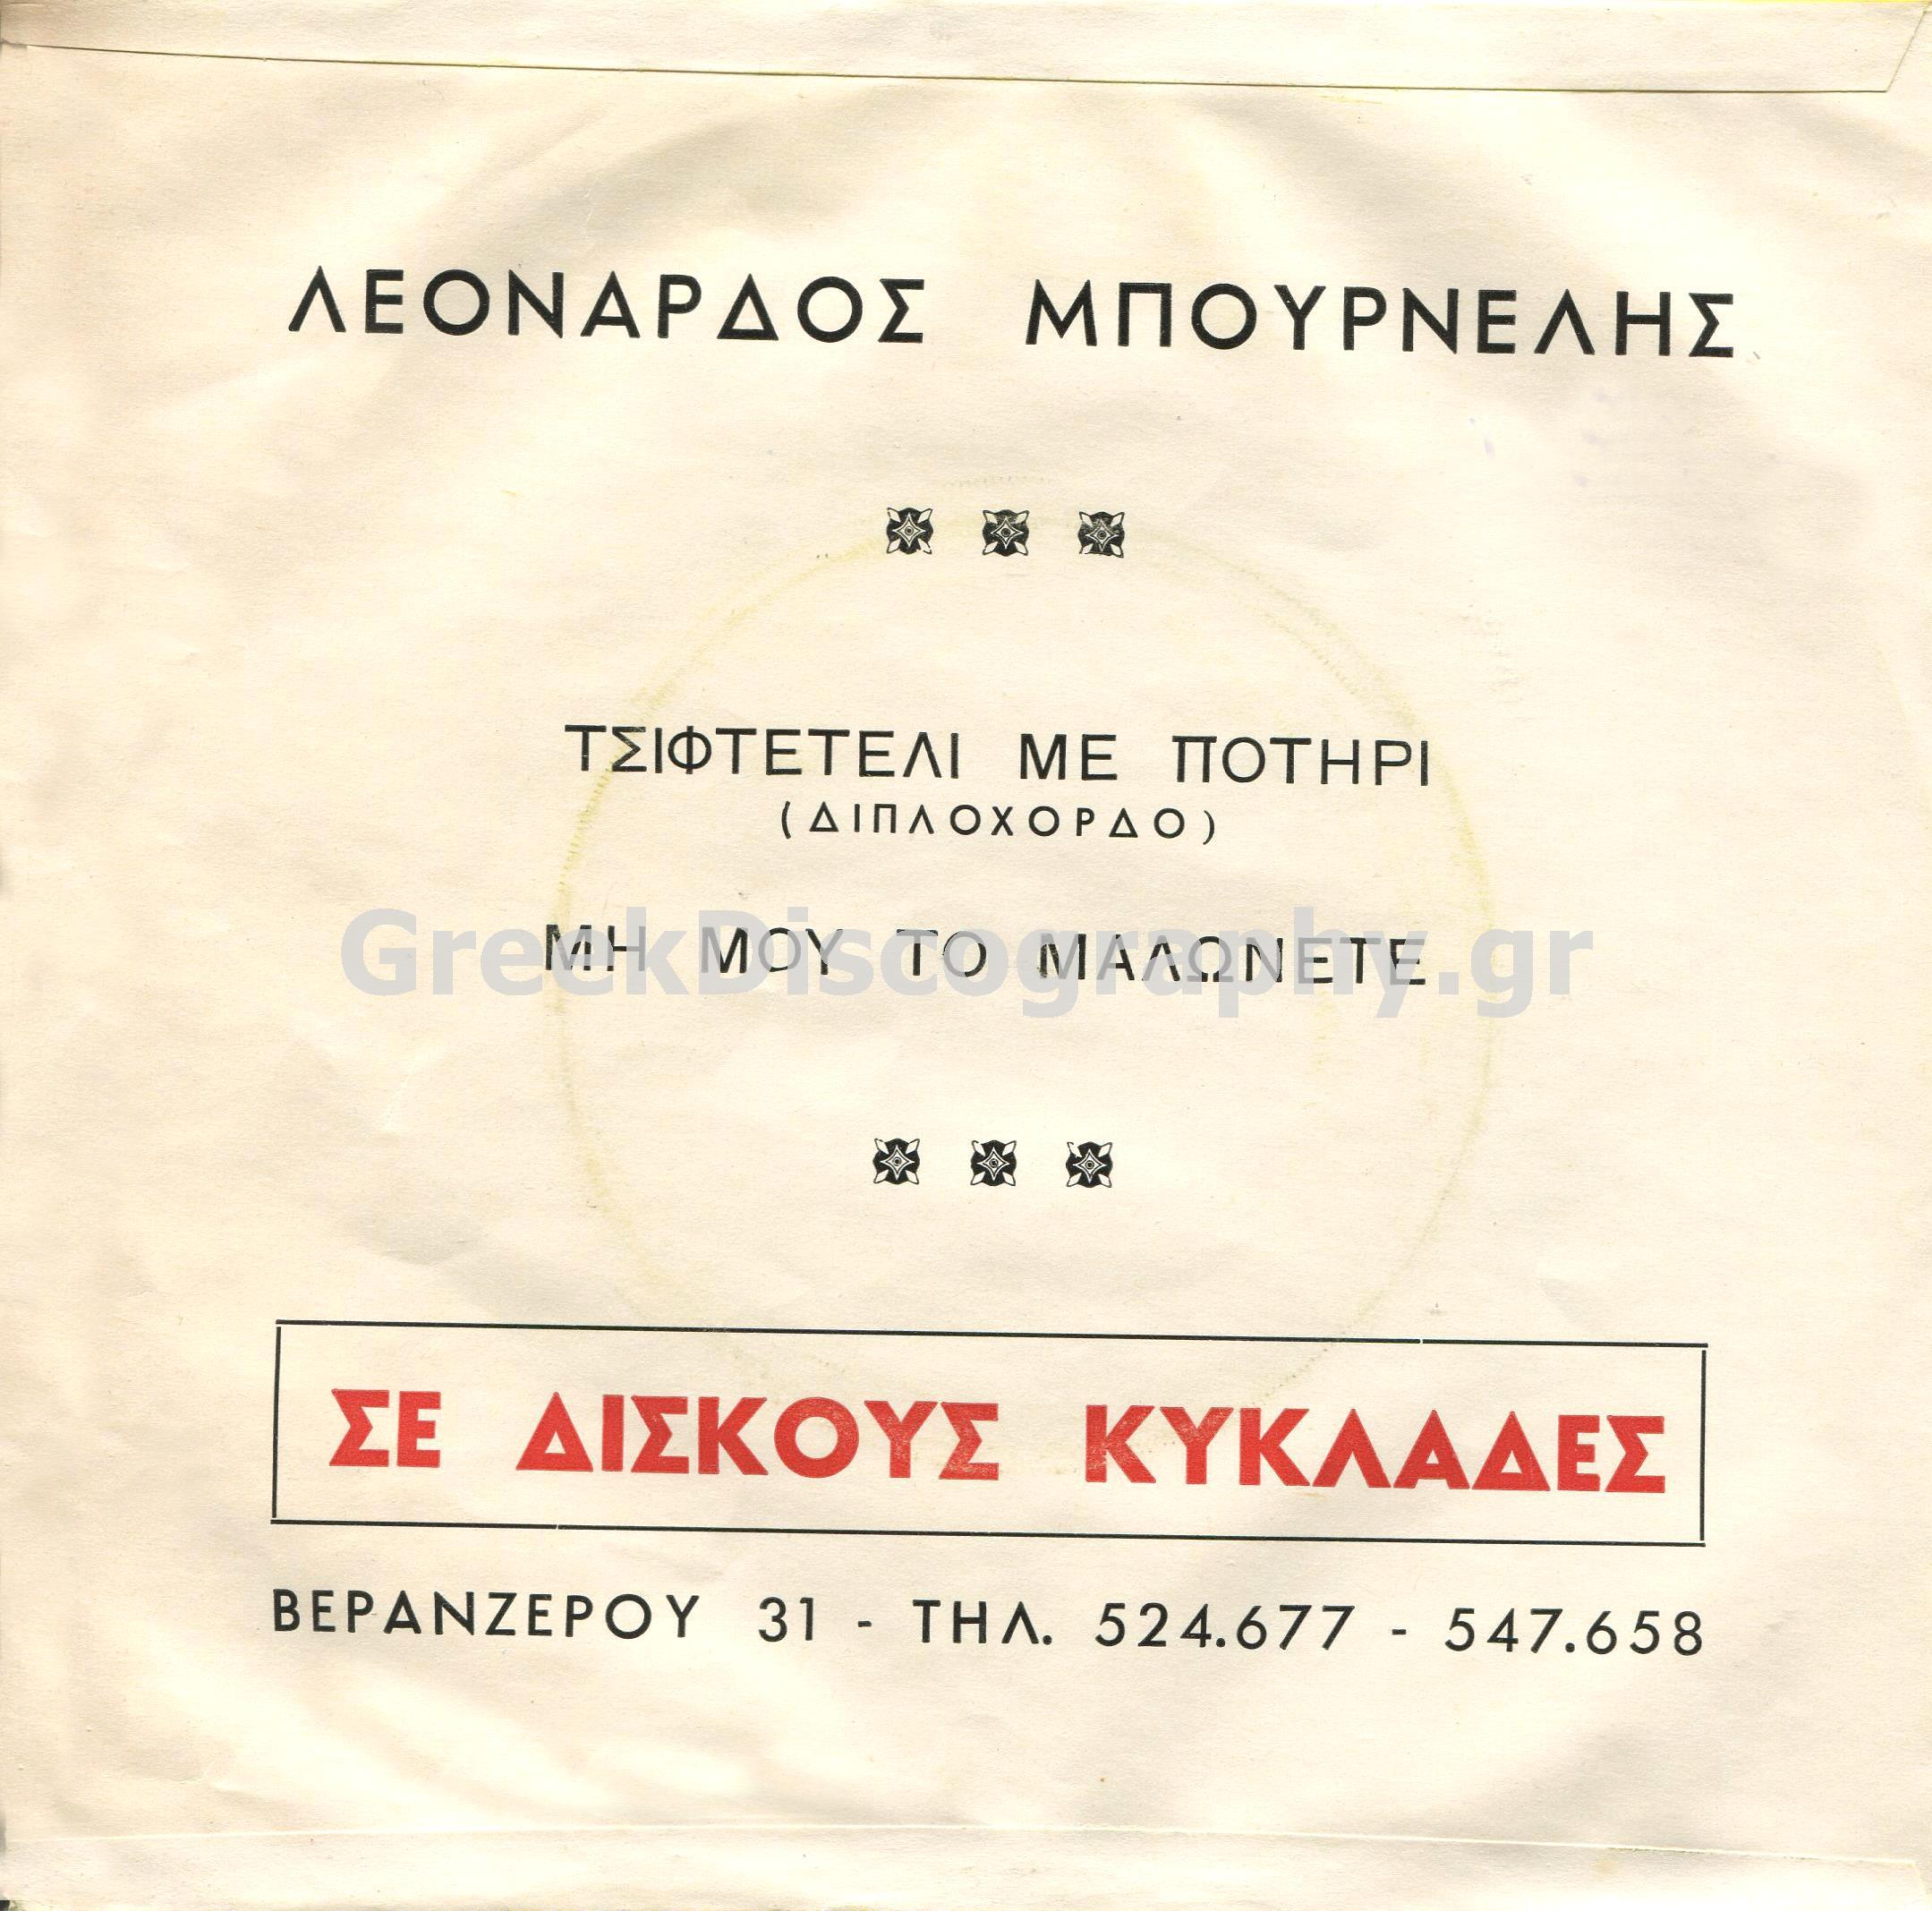 ΛΕΟΝΑΡΔΟΣ ΜΠΟΥΡΝΕΛΗΣ
ΤΣΙΦΤΕΤΕΛΙ ΜΕ ΠΟΤΗΡΙ
(ΔΙΠΛΟΧΟΡΔΟ)
ΜΗ ΜΟΥ ΤΟ ΜΑΛΩΝΕΤΕ
GreekDiscography.gr
ΣΕ ΔΙΣΚΟΥΣ ΚΥΚΛΑΔΕΣ
ΒΕΡΑΝΖΕΡΟΥ 31 - ΤΗΛ. 524.677 - 547.658